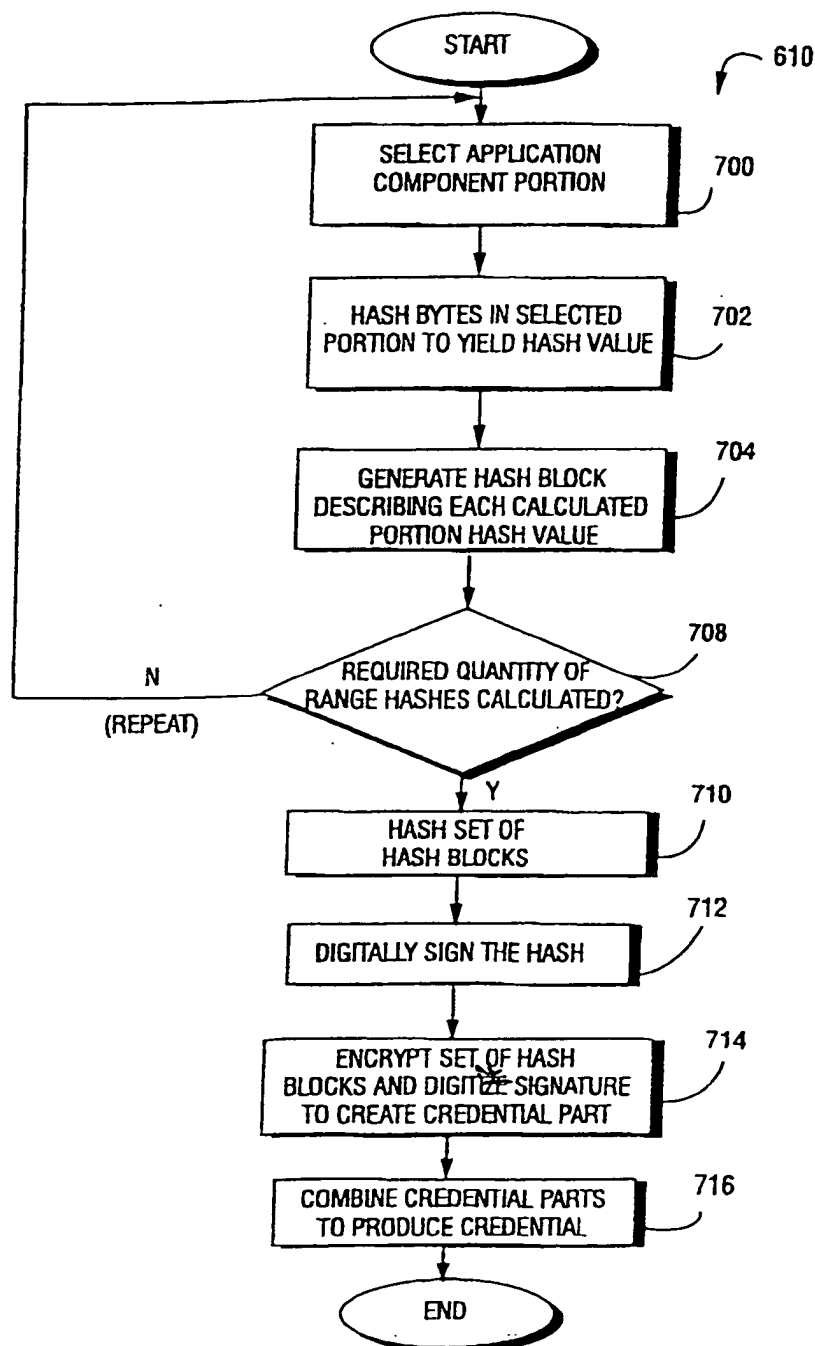 START
610
SELECT APPLICATION
COMPONENT PORTION
700
HASH BYTES IN SELECTED
PORTION TO YIELD HASH VALUE
702
GENERATE HASH BLOCK
DESCRIBING EACH CALCULATED
PORTION HASH VALUE
704
REQUIRED QUANTITY OF
RANGE HASHES CALCULATED?
708
N
(REPEAT)
Y
HASH SET OF
HASH BLOCKS
710
DIGITALLY SIGN THE HASH
712
ENCRYPT SET OF HASH
BLOCKS AND DIGITIZE SIGNATURE
TO CREATE CREDENTIAL PART
714
COMBINE CREDENTIAL PARTS
TO PRODUCE CREDENTIAL
716
END